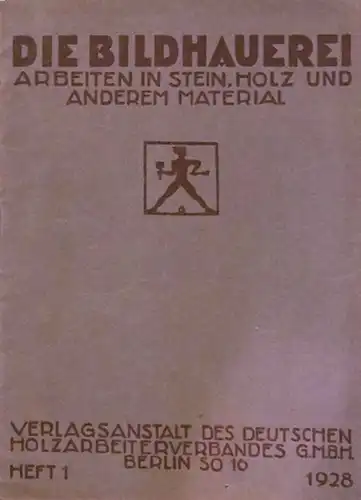 DIE BILDHAUEREI
ARBEITEN IN STEIN, HOLZ UND
ANDEREM MATERIAL
VERLAGSANSTALT DES DEUTSCHEN
HOLZARBEITERVERBANDES G.M.B.H.
BERLIN SO 16
HEFT 1 1928